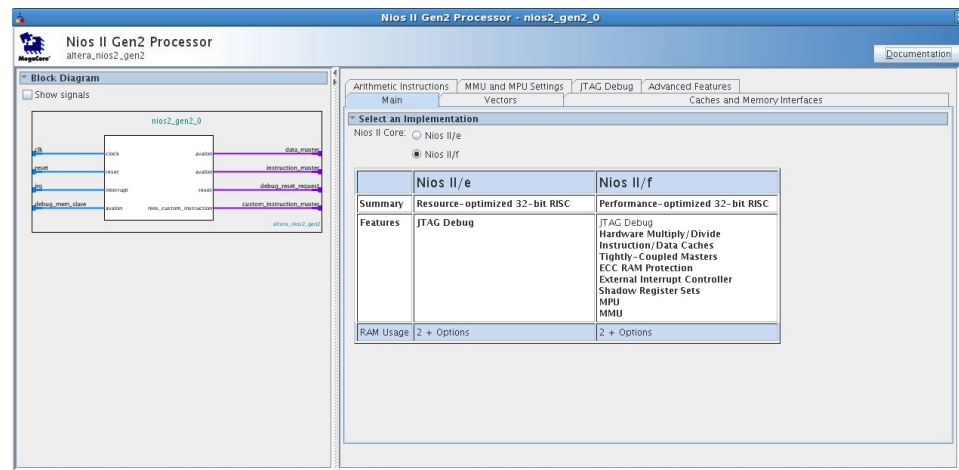 Nios II Gen2 Processor - nios2_gen2_0
Nios II Gen2 Processor
altera_nios2_gen2
MegaCore®
Documentation
Block Diagram
Show signals
nios2_gen2_0
clk
clock
avalon
data_master
reset
reset
avalon
instruction_master
irq
interrupt
reset
debug_reset_request
debug_mem_slave
avalon
nios_custom_instruction
custom_instruction_master
altera_nios2_gen2
Arithmetic Instructions
MMU and MPU Settings
JTAG Debug
Advanced Features
Main
Vectors
Caches and Memory Interfaces
Select an Implementation
Nios II Core:
Nios II/e
Nios II/f
Nios II/e
Nios II/f
Summary
Resource-optimized 32-bit RISC
Performance-optimized 32-bit RISC
Features
JTAG Debug
JTAG Debug
Hardware Multiply/Divide
Instruction/Data Caches
Tightly-Coupled Masters
ECC RAM Protection
External Interrupt Controller
Shadow Register Sets
MPU
MMU
RAM Usage
2 + Options
2 + Options